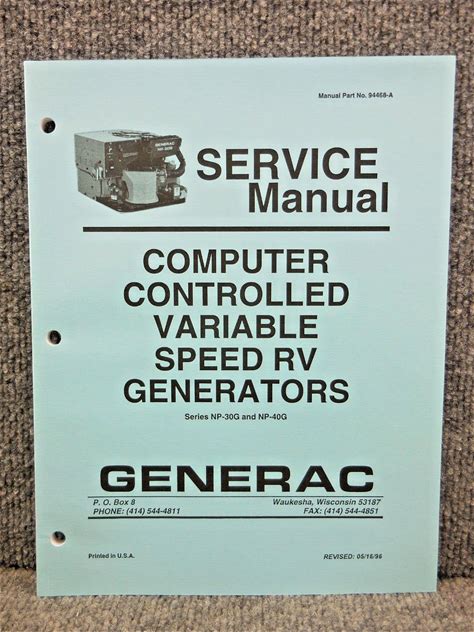 Manual Part No. 94468-A
GENERAC
SERVICE
Manual
COMPUTER
CONTROLLED
VARIABLE
SPEED RV
GENERATORS
Series NP-30G and NP-40G
GENERAC
P. O. Box 8 Waukesha, Wisconsin 53187
PHONE: (414) 544-4811 FAX: (414) 544-4851
Printed in U.S.A. REVISED: 05/16/96